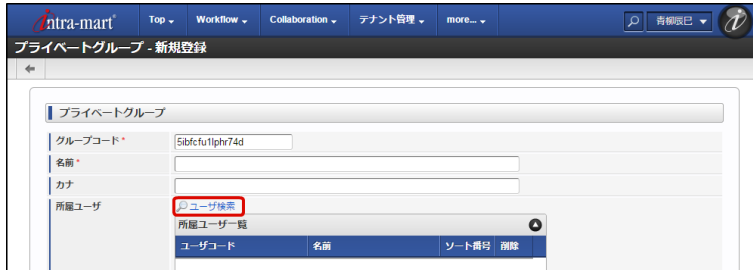 intra-mart Top Workflow Collaboration テナント管理 more... 青柳辰巳
プライベートグループ - 新規登録
プライベートグループ
グループコード * 5ibfcfu1lphr74d
名前 *
カナ
所属ユーザ ユーザ検索
所属ユーザ一覧
ユーザコード 名前 ソート番号 削除